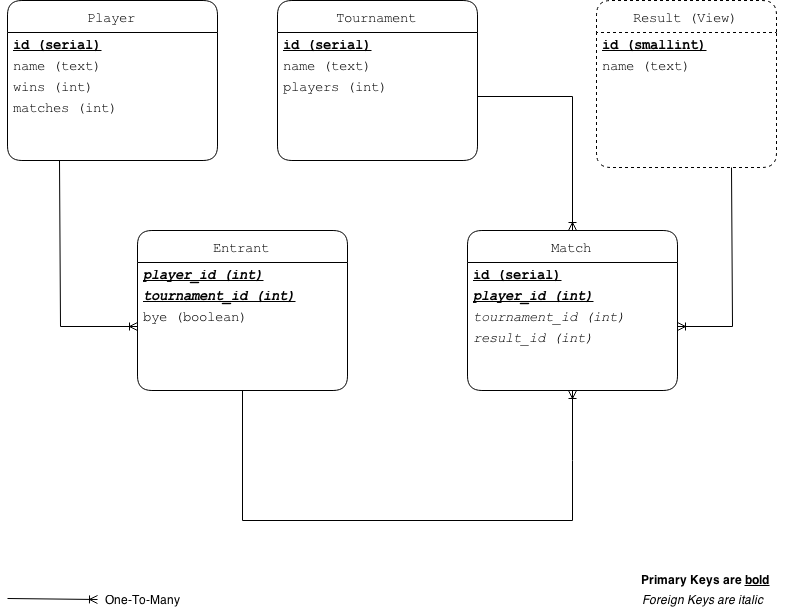 Player
id (serial)
name (text)
wins (int)
matches (int)
Tournament
id (serial)
name (text)
players (int)
Result (View)
id (smallint)
name (text)
Entrant
player_id (int)
tournament_id (int)
bye (boolean)
Match
id (serial)
player_id (int)
tournament_id (int)
result_id (int)
One-To-Many
Primary Keys are bold
Foreign Keys are italic